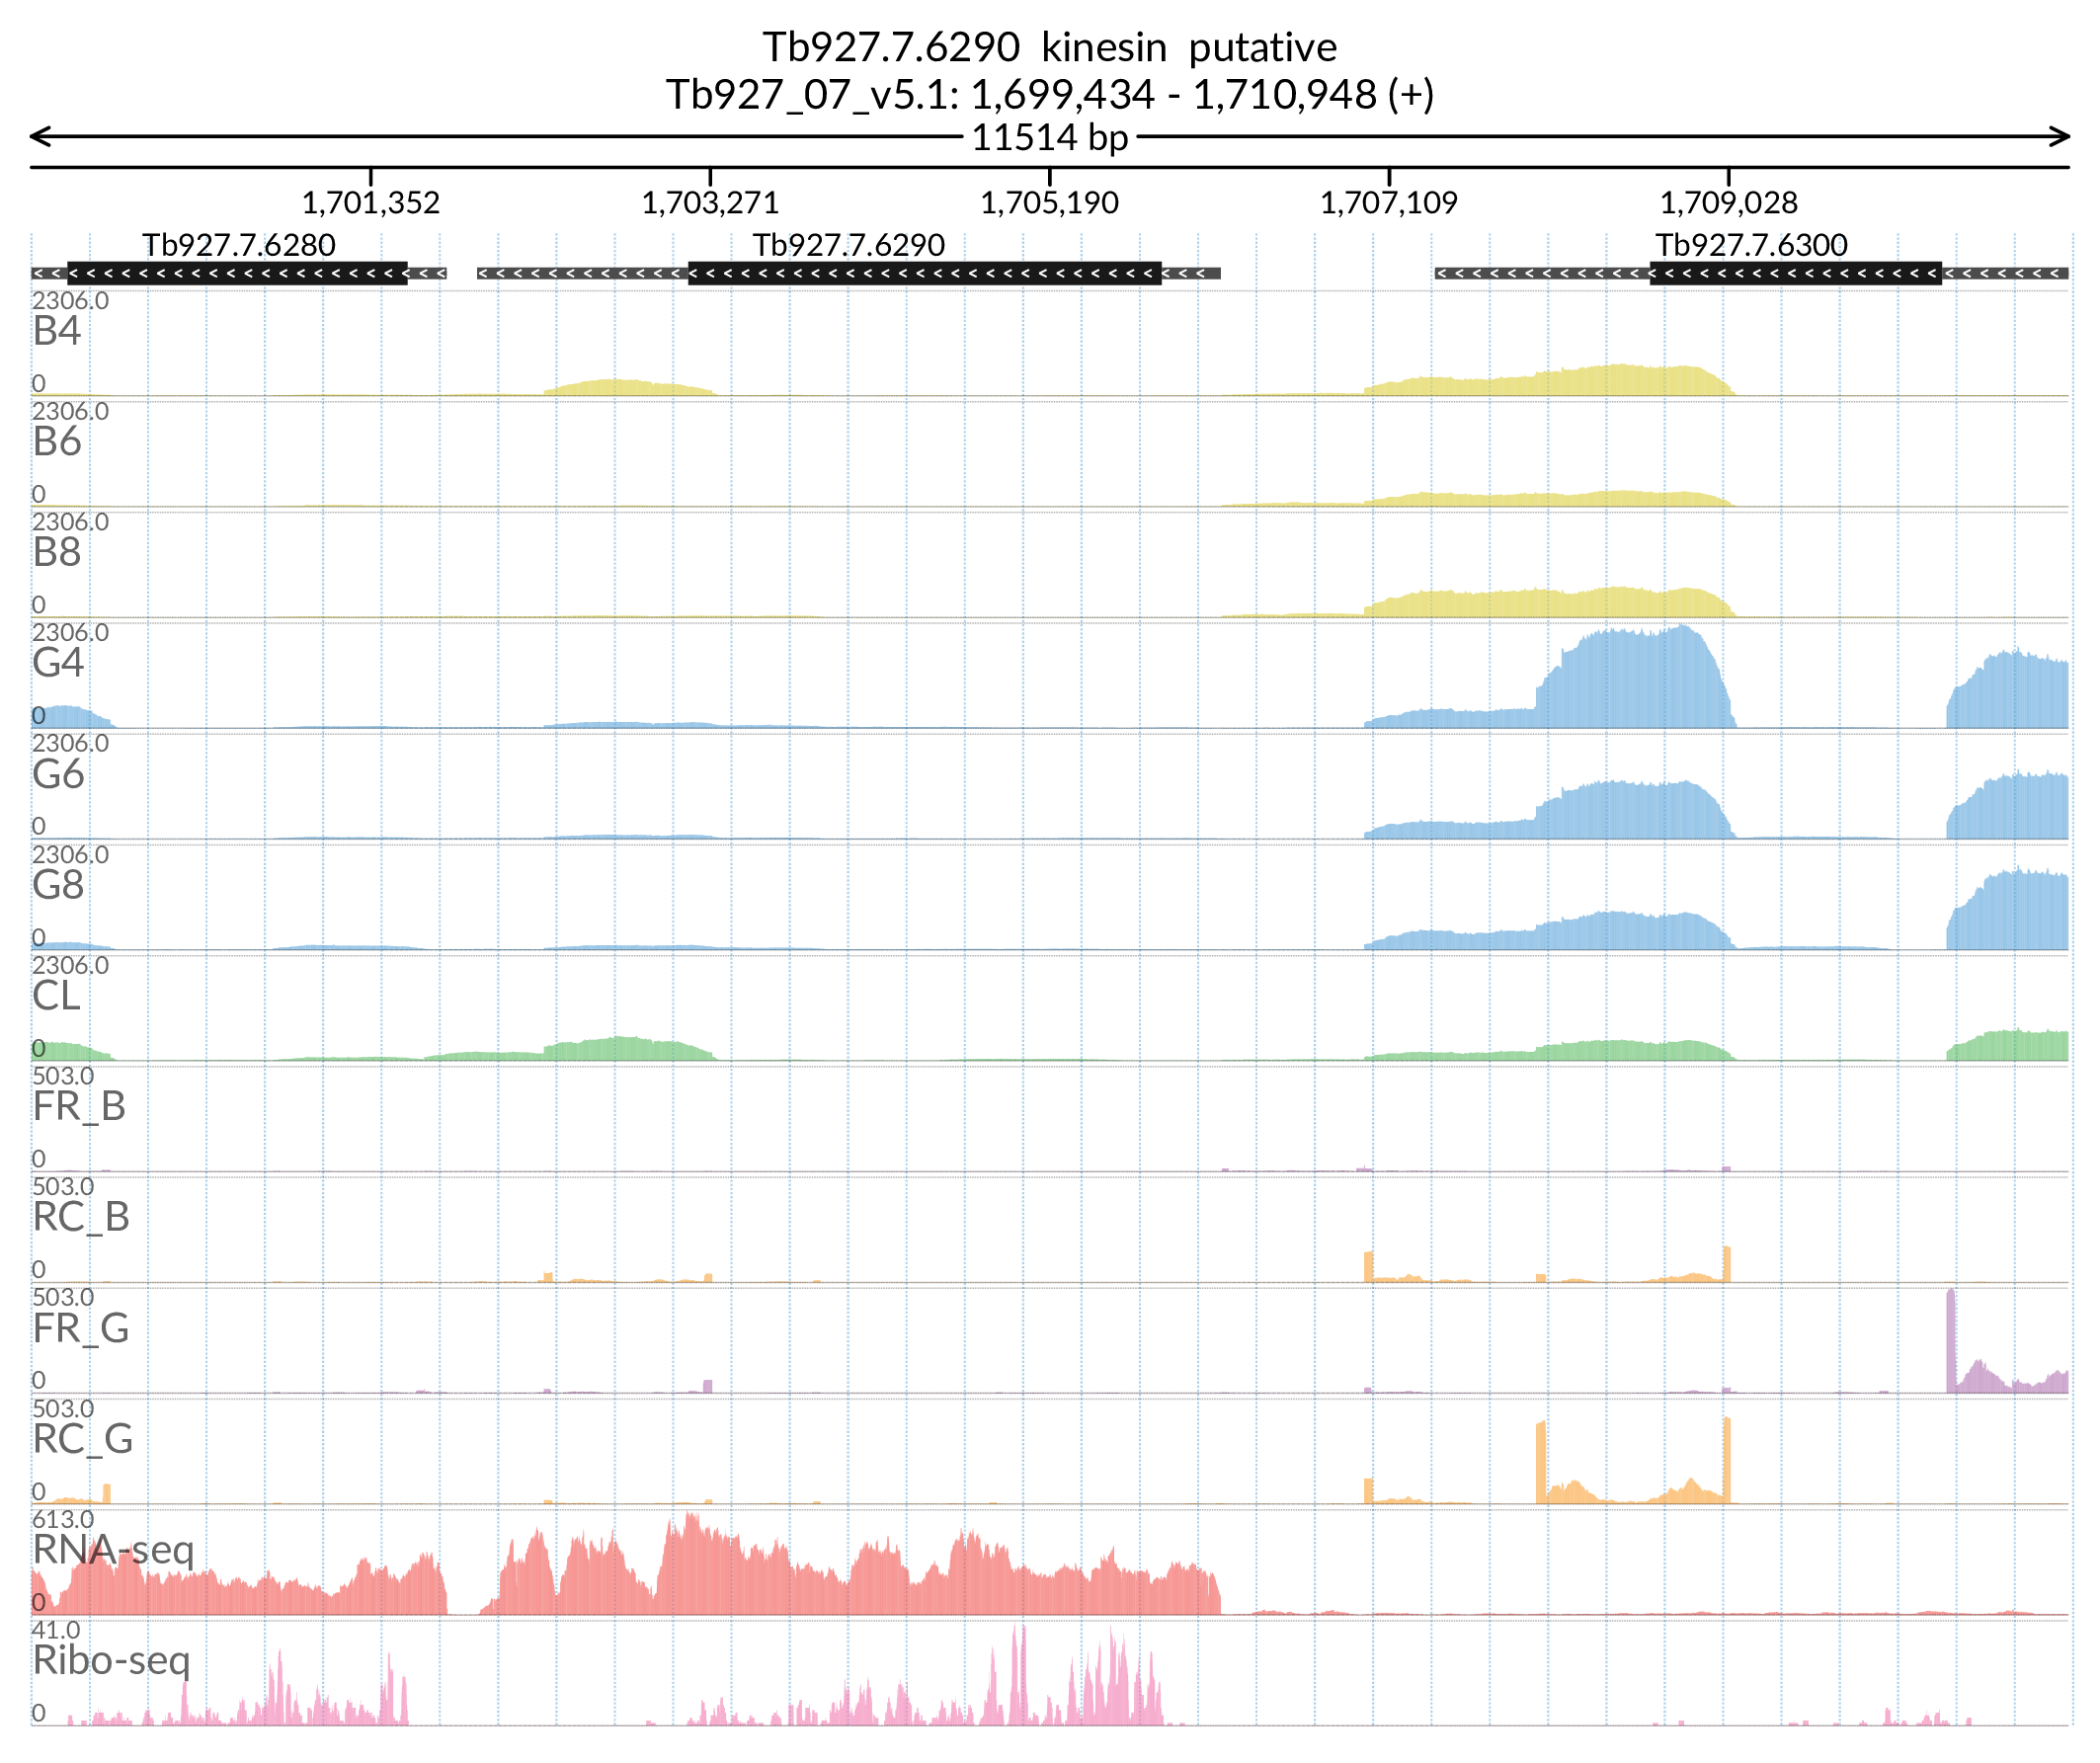 Tb927.7.6290 kinesin putative
Tb927_07_v5.1: 1,699,434 - 1,710,948 (+)
11514 bp
1,701,352 1,703,271 1,705,190 1,707,109 1,709,028
Tb927.7.6280 Tb927.7.6290 Tb927.7.6300
2306.0
B4
0
2306.0
B6
0
2306.0
B8
0
2306.0
G4
0
2306.0
G6
0
2306.0
G8
0
2306.0
CL
0
503.0
FR_B
0
503.0
RC_B
0
503.0
FR_G
0
503.0
RC_G
0
613.0
RNA-seq
0
41.0
Ribo-seq
0